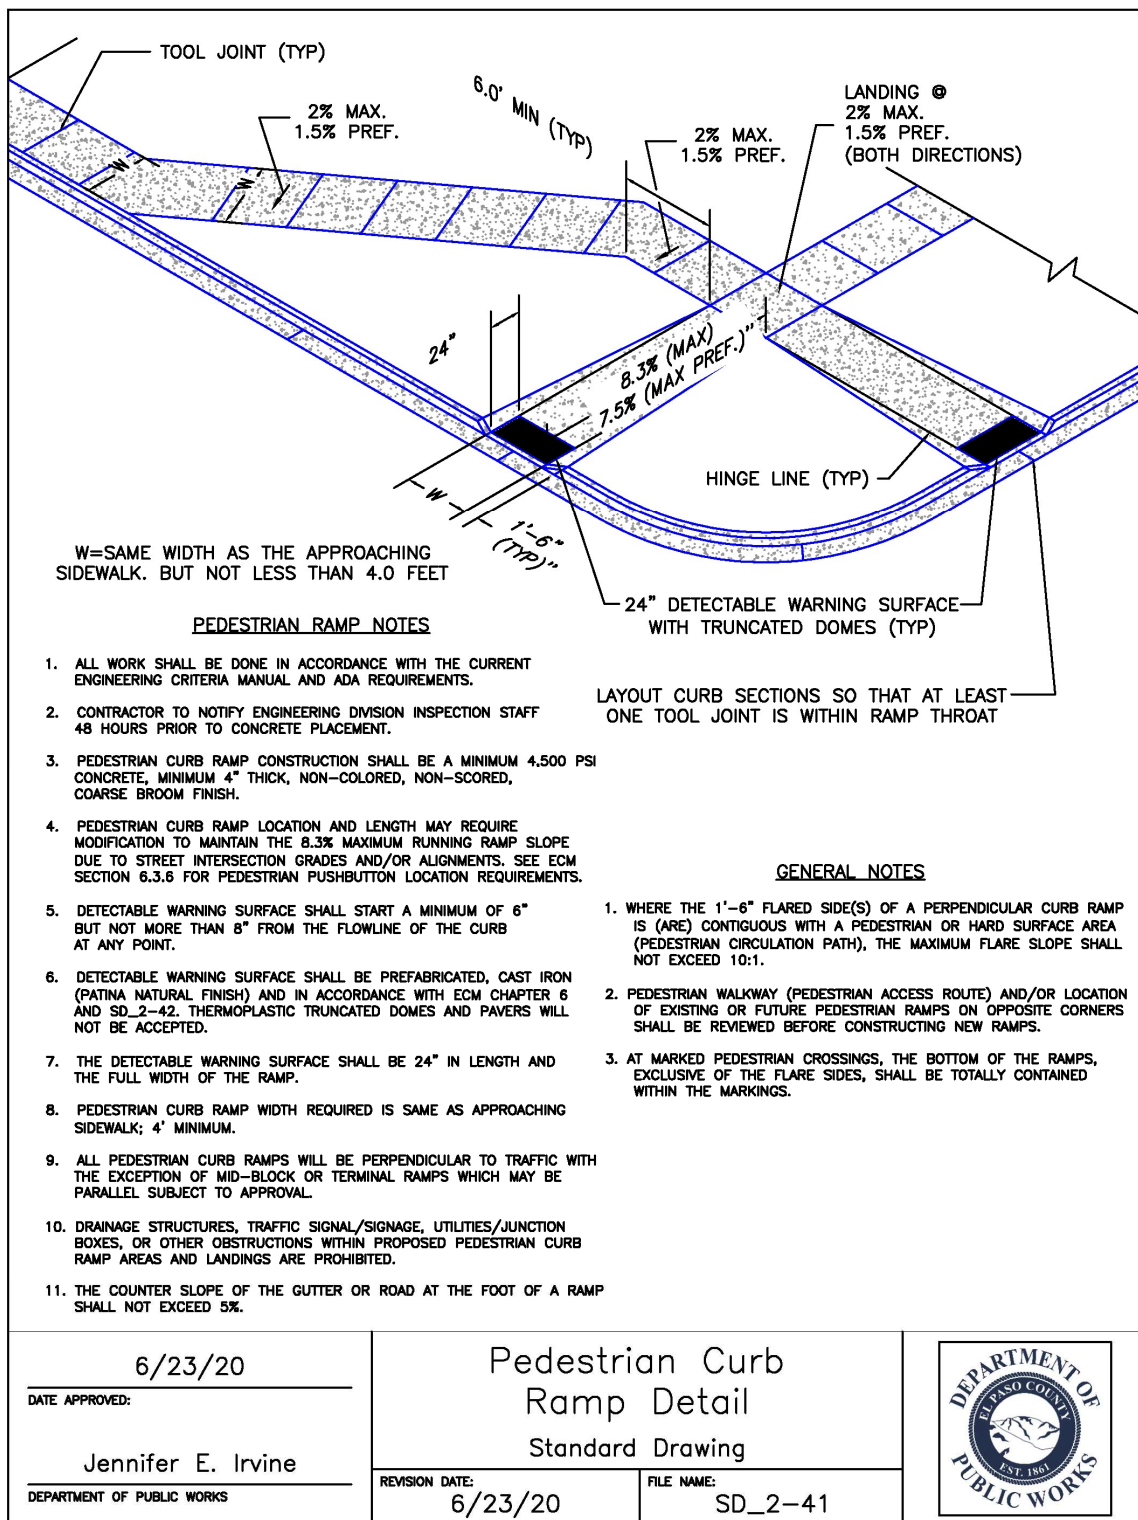 TOOL JOINT (TYP)
2% MAX.
1.5% PREF.
6.0' MIN (TYP)
2% MAX.
1.5% PREF.
LANDING @
2% MAX.
1.5% PREF.
(BOTH DIRECTIONS)
W
W
24"
8.3% (MAX)
7.5% (MAX PREF.)"
HINGE LINE (TYP)
W
1'-6"
(TYP)"
W=SAME WIDTH AS THE APPROACHING
SIDEWALK. BUT NOT LESS THAN 4.0 FEET
24" DETECTABLE WARNING SURFACE
WITH TRUNCATED DOMES (TYP)
LAYOUT CURB SECTIONS SO THAT AT LEAST
ONE TOOL JOINT IS WITHIN RAMP THROAT
PEDESTRIAN RAMP NOTES
1. ALL WORK SHALL BE DONE IN ACCORDANCE WITH THE CURRENT
ENGINEERING CRITERIA MANUAL AND ADA REQUIREMENTS.
2. CONTRACTOR TO NOTIFY ENGINEERING DIVISION INSPECTION STAFF
48 HOURS PRIOR TO CONCRETE PLACEMENT.
3. PEDESTRIAN CURB RAMP CONSTRUCTION SHALL BE A MINIMUM 4,500 PSI
CONCRETE, MINIMUM 4" THICK, NON-COLORED, NON-SCORED,
COARSE BROOM FINISH.
4. PEDESTRIAN CURB RAMP LOCATION AND LENGTH MAY REQUIRE
MODIFICATION TO MAINTAIN THE 8.3% MAXIMUM RUNNING RAMP SLOPE
DUE TO STREET INTERSECTION GRADES AND/OR ALIGNMENTS. SEE ECM
SECTION 6.3.6 FOR PEDESTRIAN PUSHBUTTON LOCATION REQUIREMENTS.
5. DETECTABLE WARNING SURFACE SHALL START A MINIMUM OF 6"
BUT NOT MORE THAN 8" FROM THE FLOWLINE OF THE CURB
AT ANY POINT.
6. DETECTABLE WARNING SURFACE SHALL BE PREFABRICATED, CAST IRON
(PATINA NATURAL FINISH) AND IN ACCORDANCE WITH ECM CHAPTER 6
AND SD_2-42. THERMOPLASTIC TRUNCATED DOMES AND PAVERS WILL
NOT BE ACCEPTED.
7. THE DETECTABLE WARNING SURFACE SHALL BE 24" IN LENGTH AND
THE FULL WIDTH OF THE RAMP.
8. PEDESTRIAN CURB RAMP WIDTH REQUIRED IS SAME AS APPROACHING
SIDEWALK; 4' MINIMUM.
9. ALL PEDESTRIAN CURB RAMPS WILL BE PERPENDICULAR TO TRAFFIC WITH
THE EXCEPTION OF MID-BLOCK OR TERMINAL RAMPS WHICH MAY BE
PARALLEL SUBJECT TO APPROVAL.
10. DRAINAGE STRUCTURES, TRAFFIC SIGNAL/SIGNAGE, UTILITIES/JUNCTION
BOXES, OR OTHER OBSTRUCTIONS WITHIN PROPOSED PEDESTRIAN CURB
RAMP AREAS AND LANDINGS ARE PROHIBITED.
11. THE COUNTER SLOPE OF THE GUTTER OR ROAD AT THE FOOT OF A RAMP
SHALL NOT EXCEED 5%.
GENERAL NOTES
1. WHERE THE 1'-6" FLARED SIDE(S) OF A PERPENDICULAR CURB RAMP
IS (ARE) CONTIGUOUS WITH A PEDESTRIAN OR HARD SURFACE AREA
(PEDESTRIAN CIRCULATION PATH), THE MAXIMUM FLARE SLOPE SHALL
NOT EXCEED 10:1.
2. PEDESTRIAN WALKWAY (PEDESTRIAN ACCESS ROUTE) AND/OR LOCATION
OF EXISTING OR FUTURE PEDESTRIAN RAMPS ON OPPOSITE CORNERS
SHALL BE REVIEWED BEFORE CONSTRUCTING NEW RAMPS.
3. AT MARKED PEDESTRIAN CROSSINGS, THE BOTTOM OF THE RAMPS,
EXCLUSIVE OF THE FLARE SIDES, SHALL BE TOTALLY CONTAINED
WITHIN THE MARKINGS.
6/23/20
DATE APPROVED:
Jennifer E. Irvine
DEPARTMENT OF PUBLIC WORKS
Pedestrian Curb
Ramp Detail
Standard Drawing
REVISION DATE:
6/23/20
FILE NAME:
SD_2-41
DEPARTMENT OF
EL PASO COUNTY
EST. 1861
PUBLIC WORKS